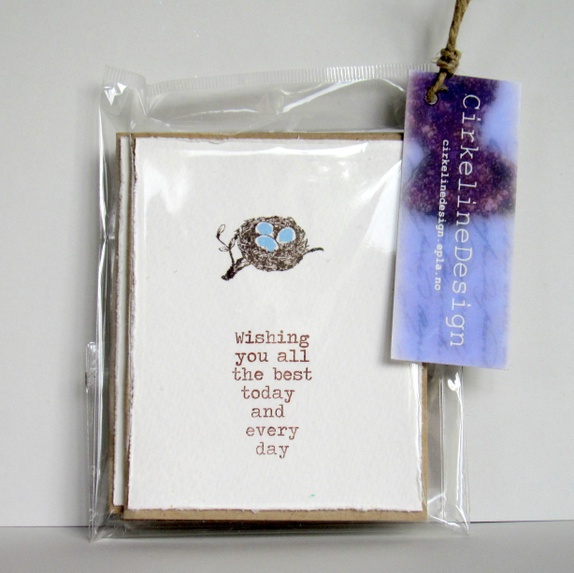 Wishing
you all
the best
today
and
every
day
CirkelineDesign
cirkelinedesign.epla.no